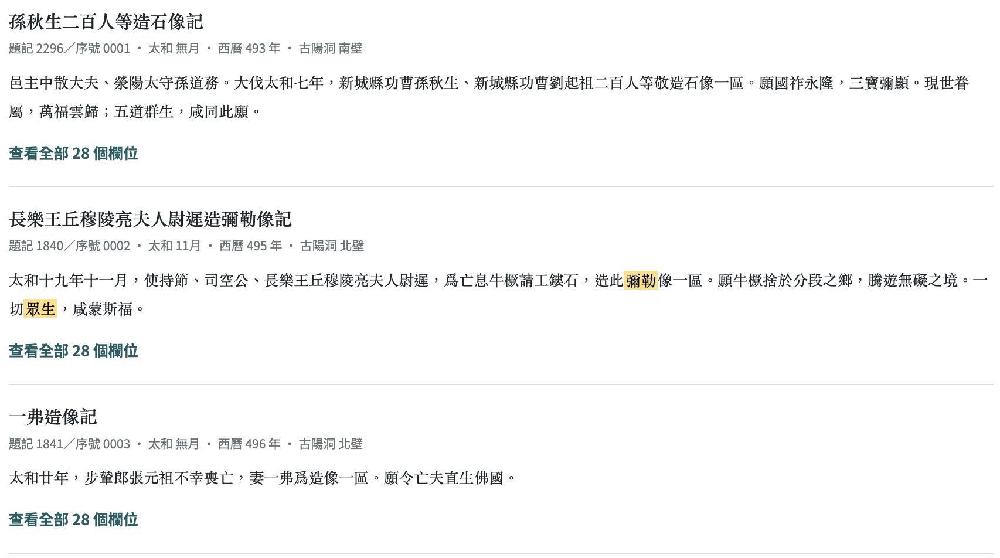 孫秋生二百人等造石像記
題記 2296／序號 0001 ・ 太和 無月 ・ 西曆 493 年 ・ 古陽洞 南壁
邑主中散大夫、滎陽太守孫道務。大伐太和七年，新城縣功曹孫秋生、新城縣功曹劉起祖二百人等敬造石像一區。願國祚永隆，三寶彌顯。現世眷
屬，萬福雲歸；五道群生，咸同此願。
查看全部 28 個欄位
長樂王丘穆陵亮夫人尉遲造彌勒像記
題記 1840／序號 0002 ・ 太和 11月 ・ 西曆 495 年 ・ 古陽洞 北壁
太和十九年十一月，使持節、司空公、長樂王丘穆陵亮夫人尉遲，爲亡息牛橛請工鏤石，造此彌勒像一區。願牛橛捨於分段之鄉，騰遊無礙之境。一
切眾生，咸蒙斯福。
查看全部 28 個欄位
一弗造像記
題記 1841／序號 0003 ・ 太和 無月 ・ 西曆 496 年 ・ 古陽洞 北壁
太和廿年，步轝郎張元祖不幸喪亡，妻一弗爲造像一區。願令亡夫直生佛國。
查看全部 28 個欄位